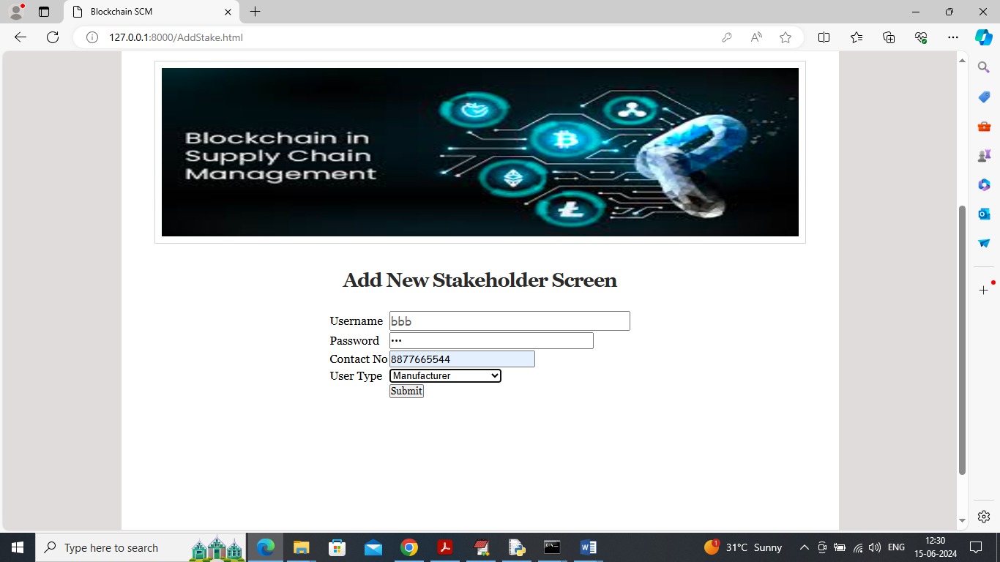 Blockchain SCM
127.0.0.1:8000/AddStake.html
Blockchain in
Supply Chain
Management
Add New Stakeholder Screen
Username bbb
Password •••
Contact No 8877665544
User Type Manufacturer
Submit
Type here to search
1
31°C Sunny
ENG
12:30
15-06-2024